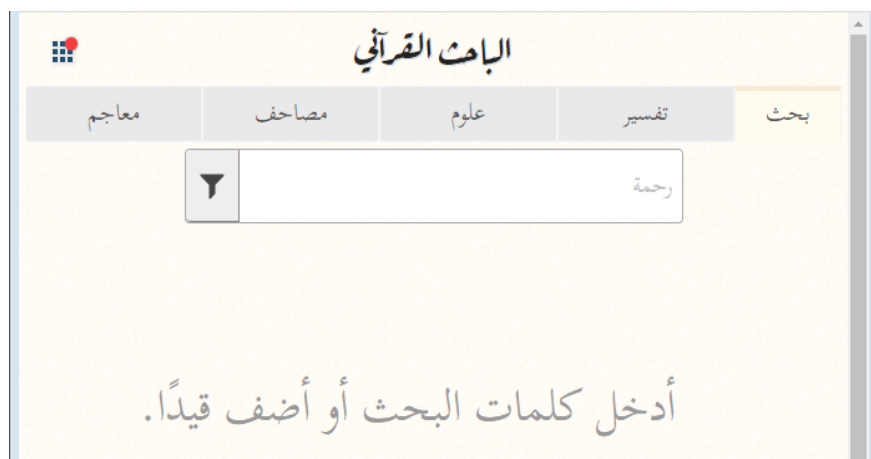 الباحث القرآني
بحث تفسير علوم مصاحف معاجم
رحمة
أدخل كلمات البحث أو أضف قيدًا.